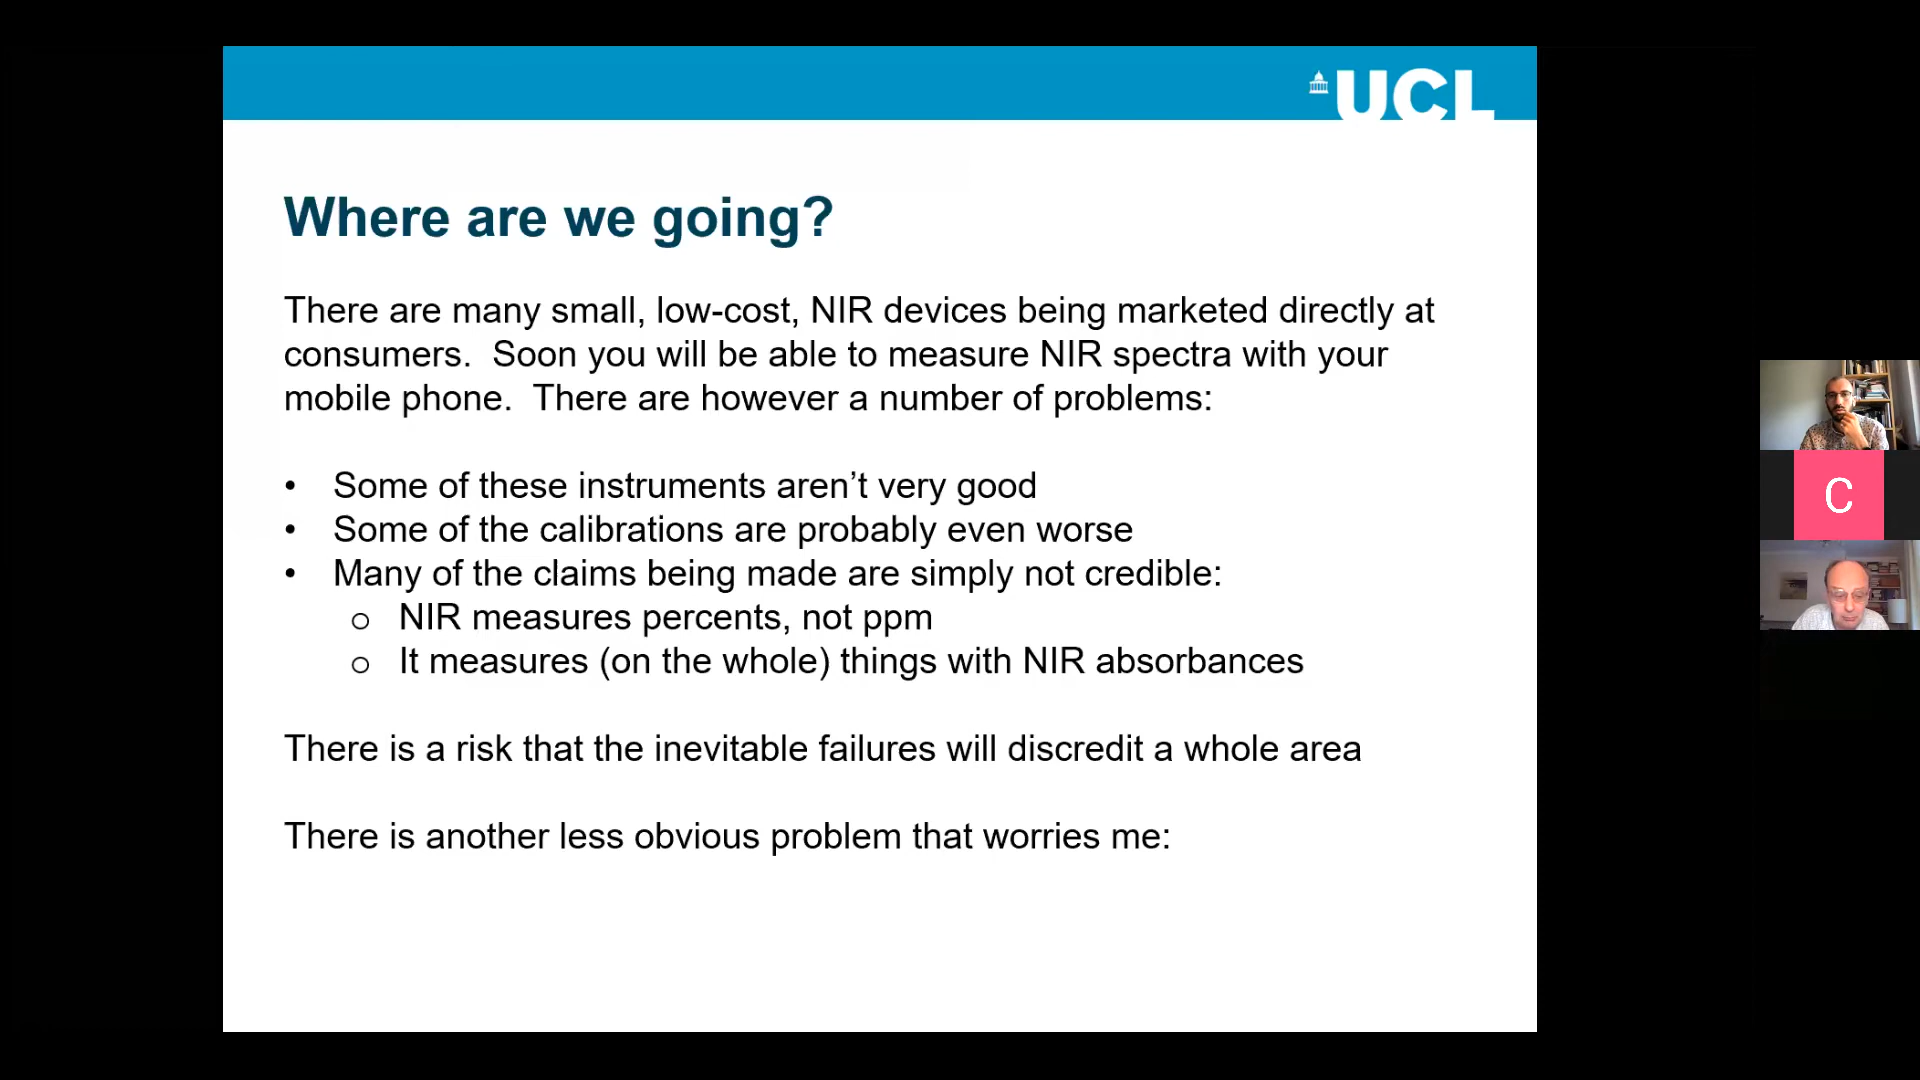 UCL
Where are we going?
There are many small, low-cost, NIR devices being marketed directly at
consumers.  Soon you will be able to measure NIR spectra with your
mobile phone.  There are however a number of problems:
• Some of these instruments aren’t very good
• Some of the calibrations are probably even worse
• Many of the claims being made are simply not credible:
o NIR measures percents, not ppm
o It measures (on the whole) things with NIR absorbances
There is a risk that the inevitable failures will discredit a whole area
There is another less obvious problem that worries me:
C